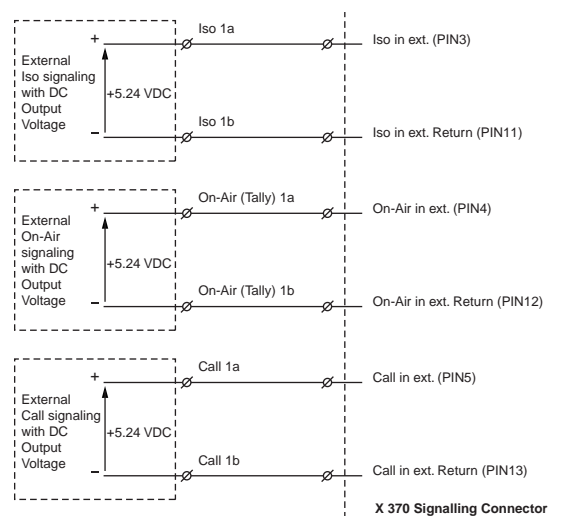 Iso 1a
+
Iso in ext. (PIN3)
External
Iso signaling
with DC
Output
Voltage
+5.24 VDC
–
Iso 1b
Iso in ext. Return (PIN11)
On-Air (Tally) 1a
+
On-Air in ext. (PIN4)
External
On-Air
signaling
with DC
Output
Voltage
+5.24 VDC
–
On-Air (Tally) 1b
On-Air in ext. Return (PIN12)
Call 1a
+
Call in ext. (PIN5)
External
Call signaling
with DC
Output
Voltage
+5.24 VDC
–
Call 1b
Call in ext. Return (PIN13)
X 370 Signalling Connector